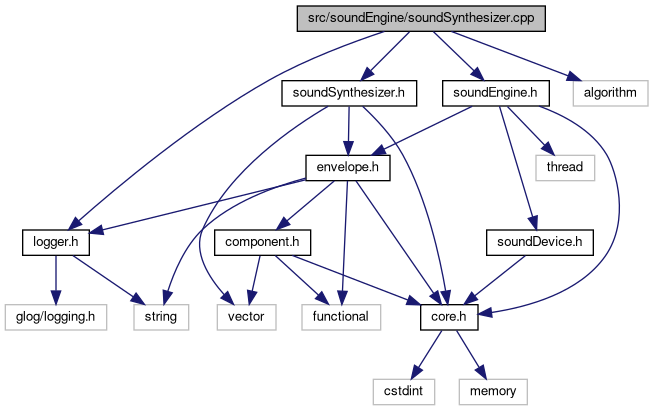 src/soundEngine/soundSynthesizer.cpp
soundSynthesizer.h
soundEngine.h
algorithm
envelope.h
thread
logger.h
component.h
soundDevice.h
glog/logging.h
string
vector
functional
core.h
cstdint
memory